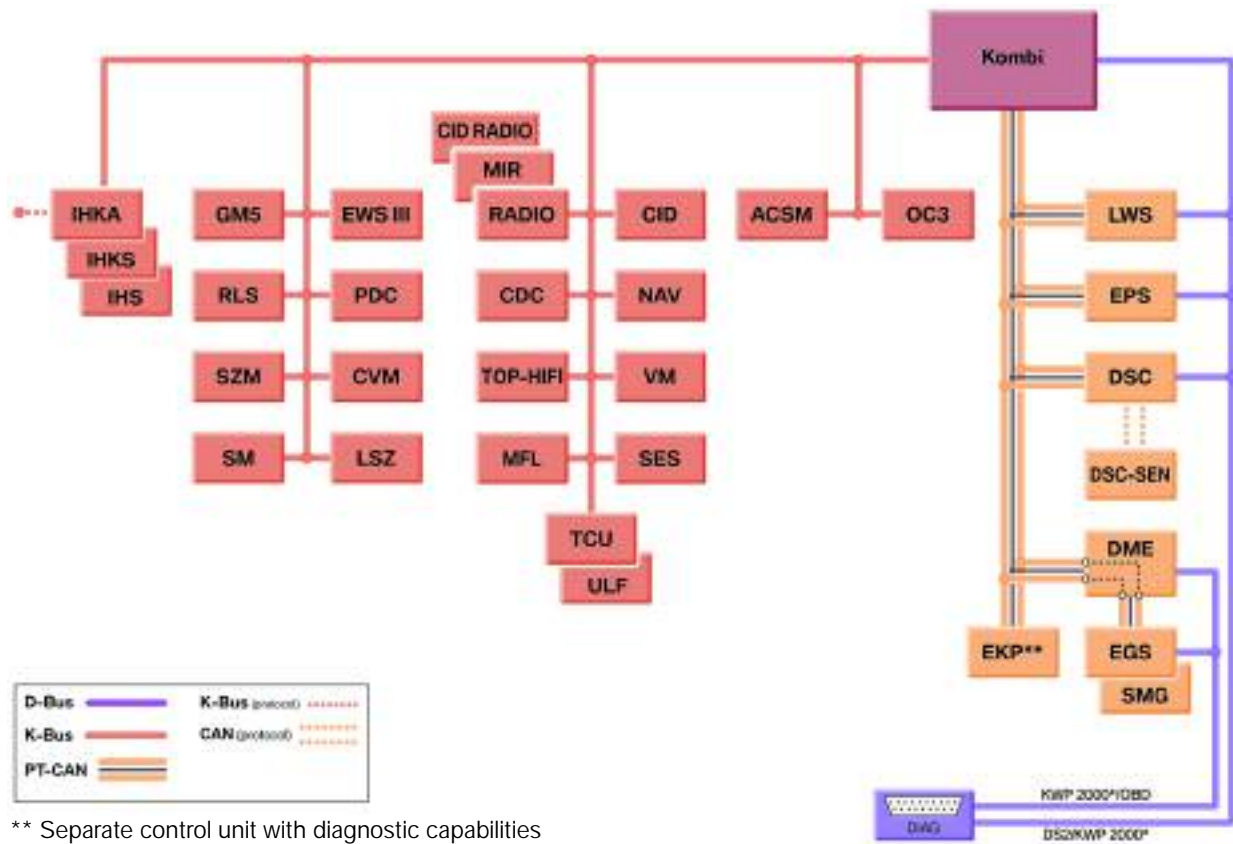 Kombi
CID RADIO
MIR
IHKA
GM5
EWS III
RADIO
CID
ACSM
OC3
LWS
IHKS
IHS
RLS
PDC
CDC
NAV
EPS
SZM
CVM
TOP-HIFI
VM
DSC
SM
LSZ
MFL
SES
DSC-SEN
TCU
ULF
DME
EKP**
EGS
SMG
D-Bus
K-Bus (protocol)
K-Bus
CAN (protocol)
PT-CAN
KWP 2000*/OBD
DIAG
DS2/KWP 2000*
** Separate control unit with diagnostic capabilities